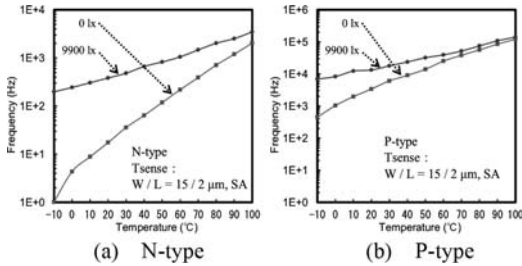 0 lx
9900 lx
Frequency (Hz)
1E+4
1E+3
1E+2
1E+1
1E+0
N-type
Tsense :
W / L = 15 / 2 μm, SA
-10 0 10 20 30 40 50 60 70 80 90 100
Temperature (℃)
(a) N-type
0 lx
9900 lx
Frequency (Hz)
1E+6
1E+5
1E+4
1E+3
1E+2
1E+1
1E+0
P-type
Tsense :
W / L = 15 / 2 μm, SA
-10 0 10 20 30 40 50 60 70 80 90 100
Temperature (℃)
(b) P-type